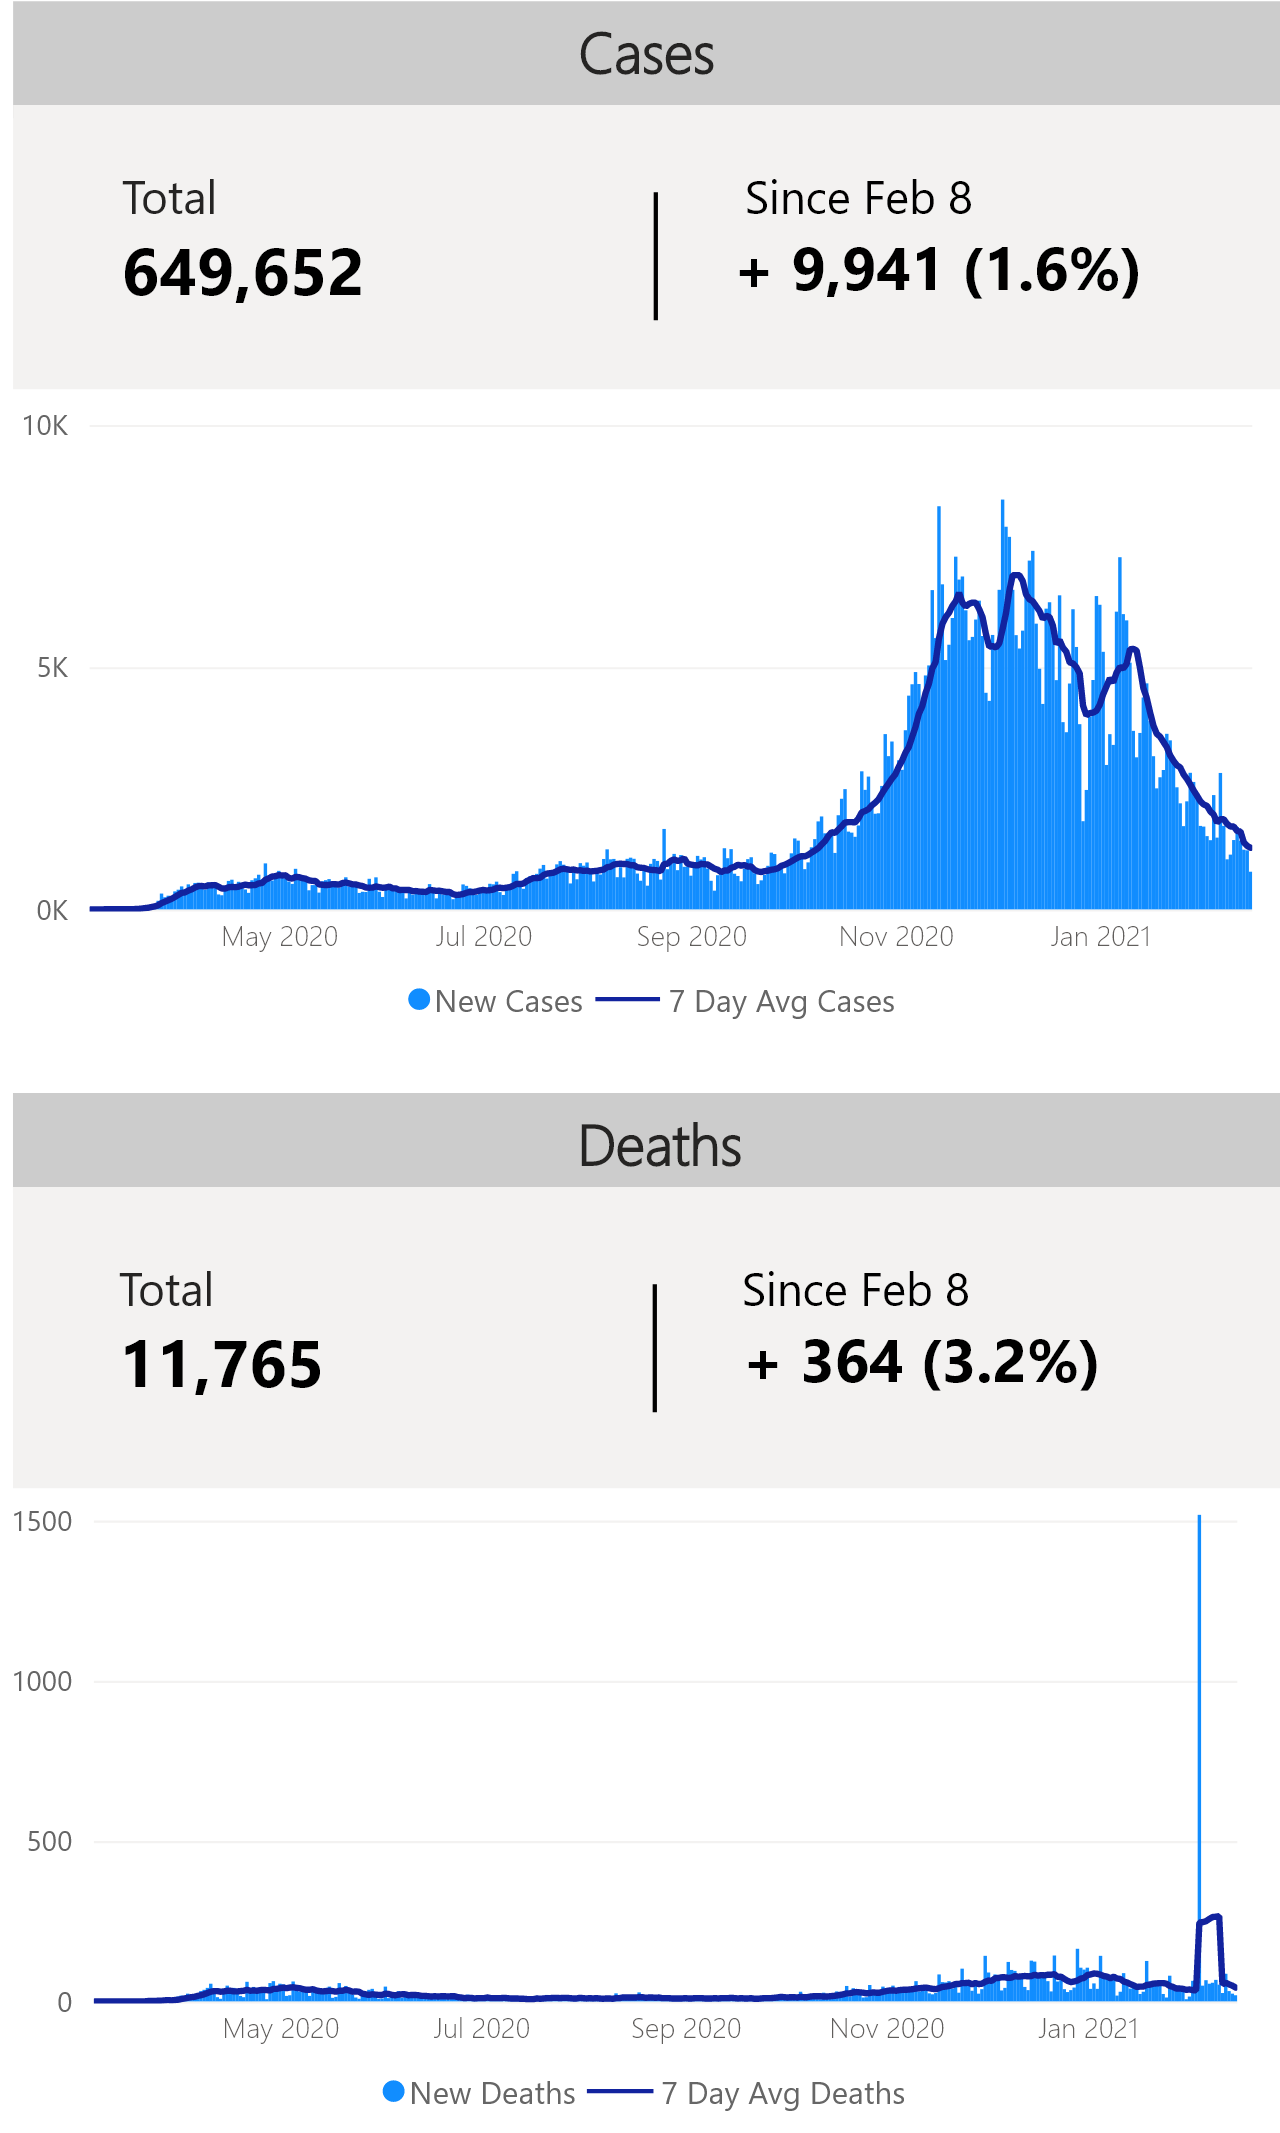 Cases
Total
Since Feb 8
649,652
+ 9,941 (1.6%)
10K
5K
0K
May 2020
Jul 2020
Sep 2020
Nov 2020
Jan 2021
New Cases
7 Day Avg Cases
Deaths
Total
Since Feb 8
11,765
+ 364 (3.2%)
1500
1000
500
0
May 2020
Jul 2020
Sep 2020
Nov 2020
Jan 2021
New Deaths
7 Day Avg Deaths